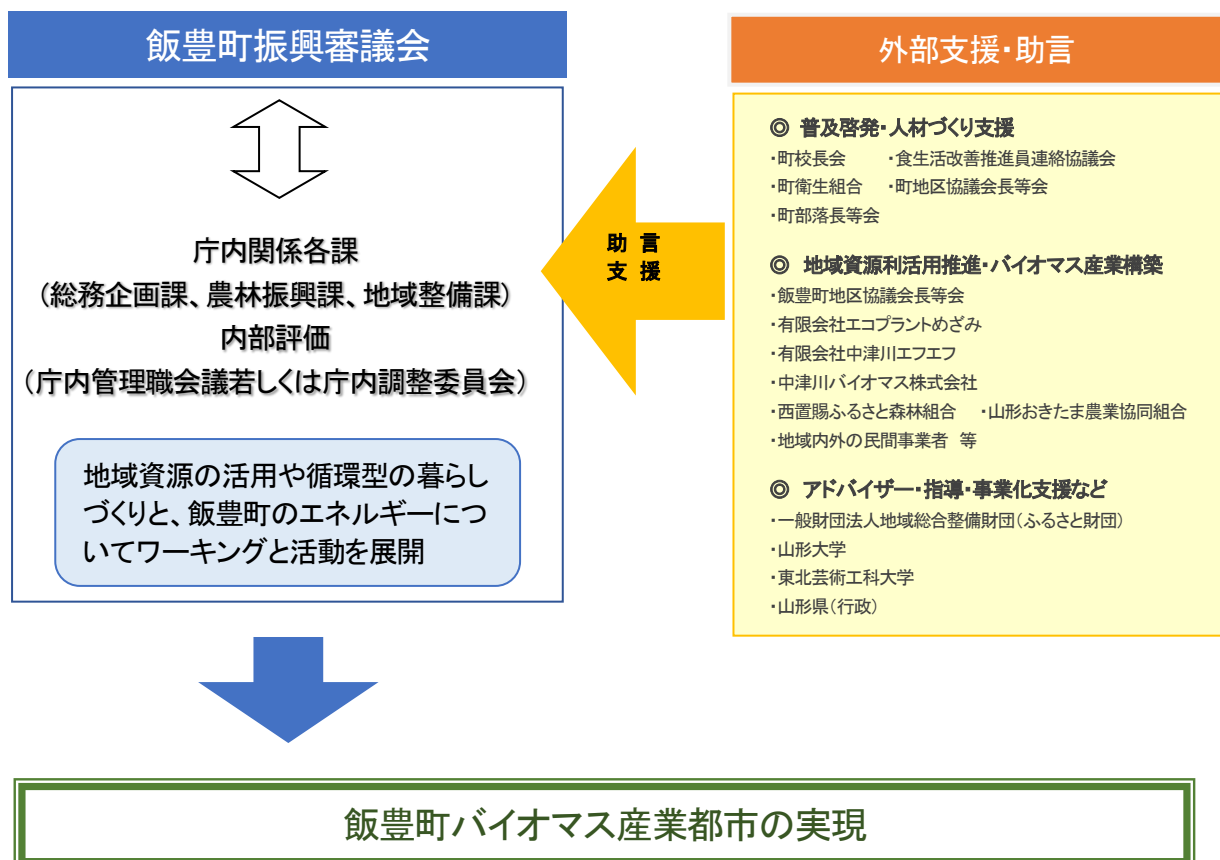 飯豊町振興審議会
庁内関係各課
(総務企画課、農林振興課、地域整備課)
内部評価
(庁内管理職会議若しくは庁内調整委員会)
地域資源の活用や循環型の暮らし
づくりと、飯豊町のエネルギーにつ
いてワーキングと活動を展開
助 言
支 援
外部支援・助言
◎ 普及啓発・人材づくり支援
・町校長会 ・食生活改善推進員連絡協議会
・町衛生組合 ・町地区協議会長等会
・町部落長等会
◎ 地域資源利活用推進・バイオマス産業構築
・飯豊町地区協議会長等会
・有限会社エコプラントめざみ
・有限会社中津川エフエフ
・中津川バイオマス株式会社
・西置賜ふるさと森林組合 ・山形おきたま農業協同組合
・地域内外の民間事業者 等
◎ アドバイザー・指導・事業化支援など
・一般財団法人地域総合整備財団(ふるさと財団)
・山形大学
・東北芸術工科大学
・山形県(行政)
飯豊町バイオマス産業都市の実現